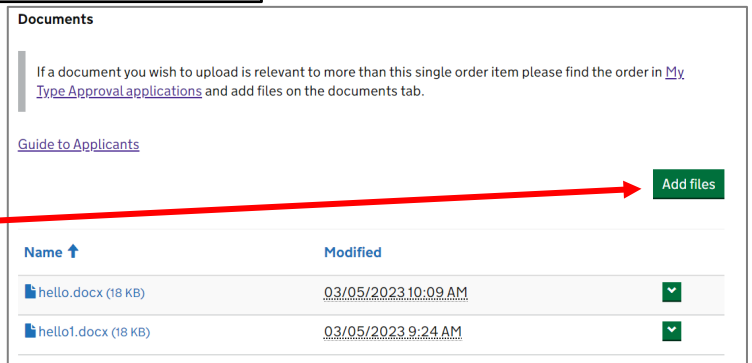 Documents
If a document you wish to upload is relevant to more than this single order item please find the order in My
Type Approval applications and add files on the documents tab.
Guide to Applicants
Add files
Name ↑ Modified
hello.docx (18 KB) 03/05/2023 10:09 AM
hello1.docx (18 KB) 03/05/2023 9:24 AM